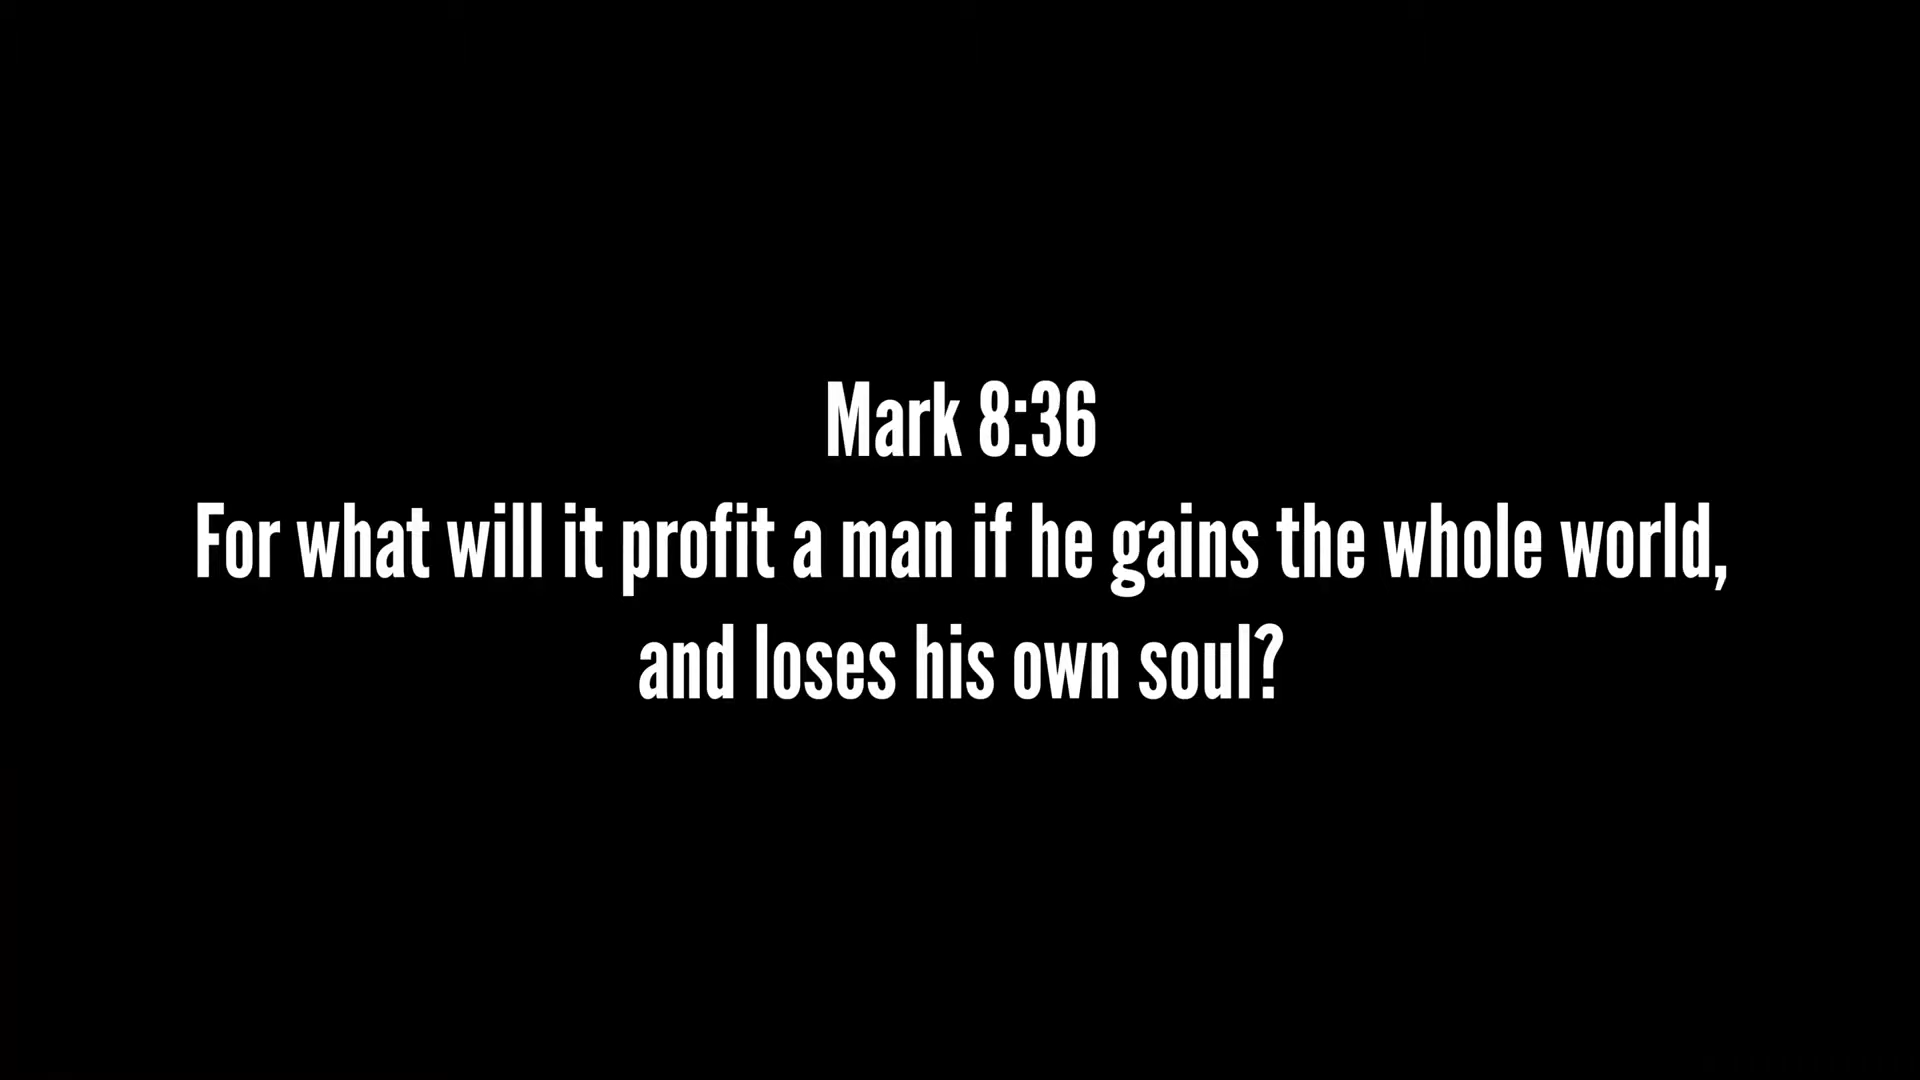 Mark 8:36
For what will it profit a man if he gains the whole world,
and loses his own soul?